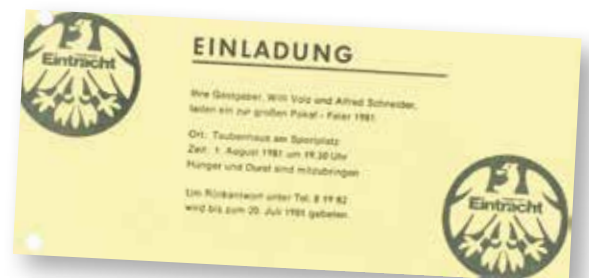 Eintracht
EINLADUNG
Ihre Gastgeber, Willi Volz und Alfred Schneider,
laden ein zur großen Pokal - Feier 1981.
Ort: Taubenhaus am Sportplatz
Zeit: 1. August 1981 um 19.30 Uhr
Hunger und Durst sind mitzubringen
Um Rückantwort unter Tel. 8 19 82
wird bis zum 20. Juli 1981 gebeten.
Eintracht